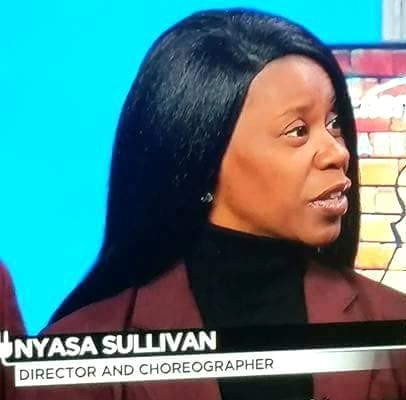 NYASA SULLIVAN
DIRECTOR AND CHOREOGRAPHER